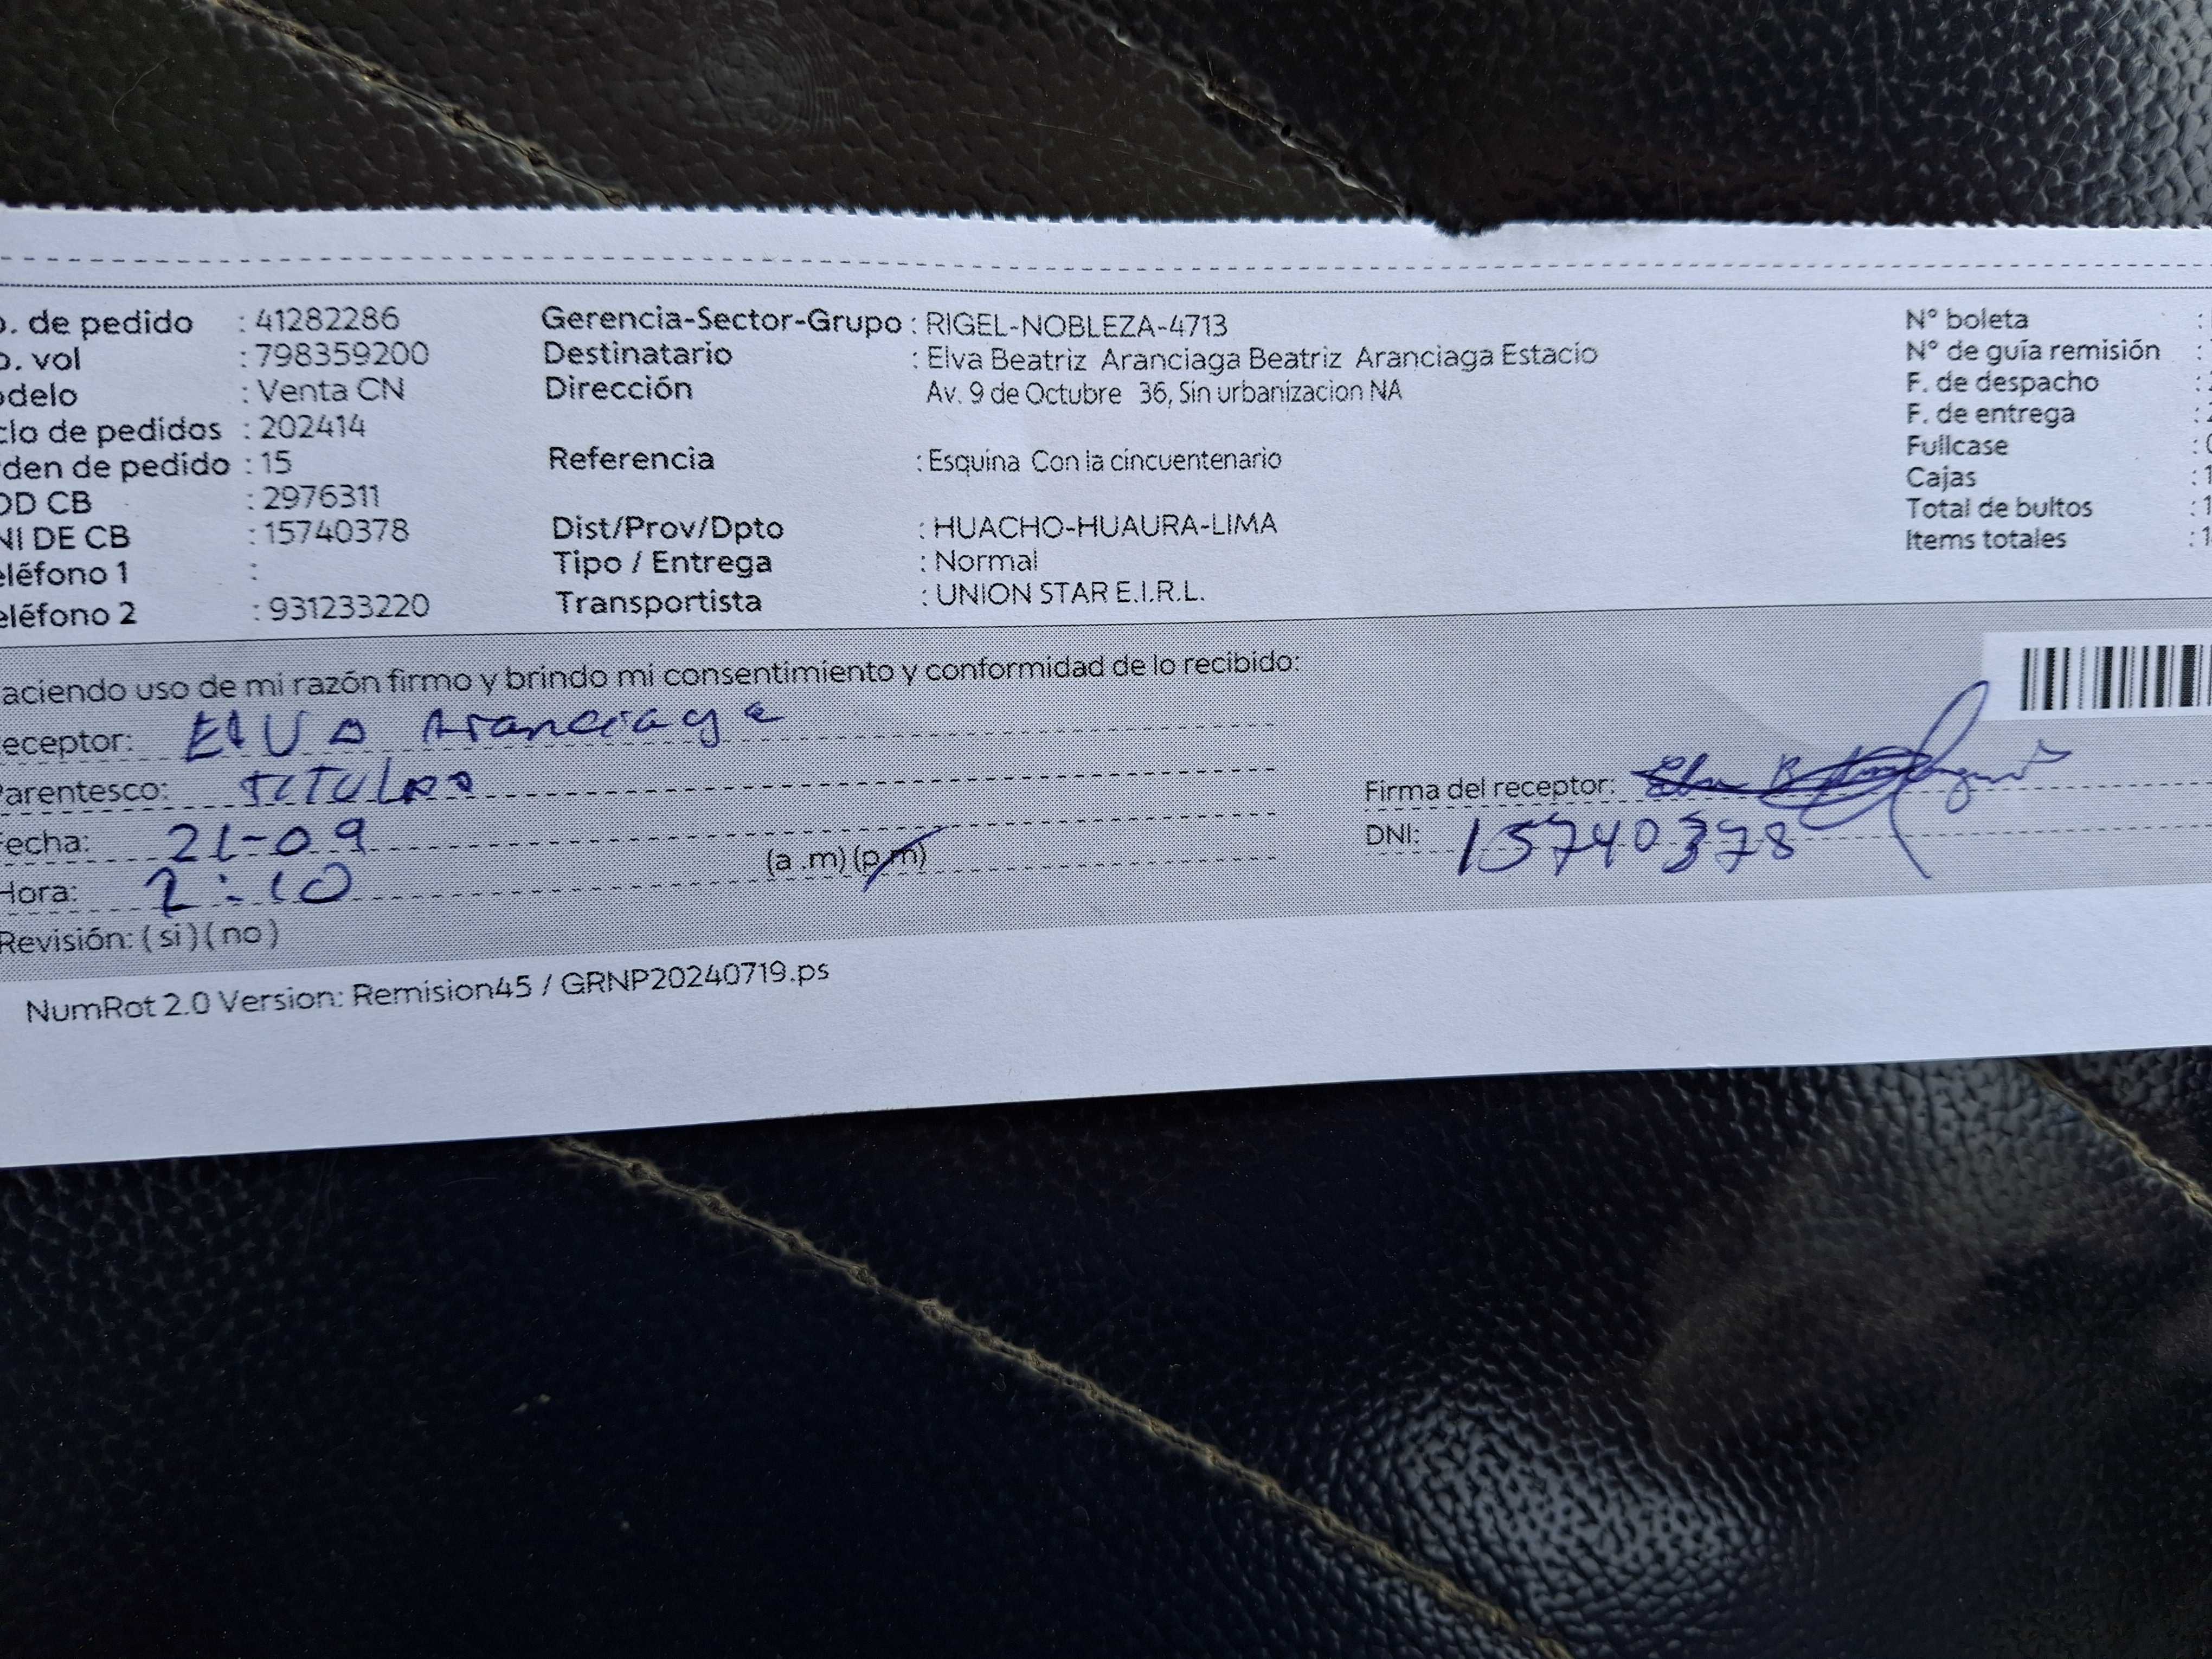 o. de pedido : 41282286
o. vol : 798359200
odelo : Venta CN
clo de pedidos : 202414
den de pedido : 15
OD CB : 2976311
NI DE CB : 15740378
eléfono 1 :
eléfono 2 : 931233220
Gerencia-Sector-Grupo : RIGEL-NOBLEZA-4713
Destinatario : Elva Beatriz Aranciaga Beatriz Aranciaga Estacio
Dirección Av. 9 de Octubre 36, Sin urbanizacion NA
Referencia : Esquina Con la cincuentenario
Dist/Prov/Dpto : HUACHO-HUAURA-LIMA
Tipo / Entrega : Normal
Transportista : UNION STAR E.I.R.L.
N° boleta :
N° de guía remisión :
F. de despacho :
F. de entrega :
Fullcase :
Cajas : 1
Total de bultos : 1
Items totales : 1
aciendo uso de mi razón firmo y brindo mi consentimiento y conformidad de lo recibido:
eceptor: Elva Aranciaga
Parentesco:
Fecha: 21-09
Hora: 2:10 (a .m) (p.m)
Revisión: ( si ) ( no )
Firma del receptor:
DNI: 15740378
NumRot 2.0 Version: Remision45 / GRNP20240719.ps